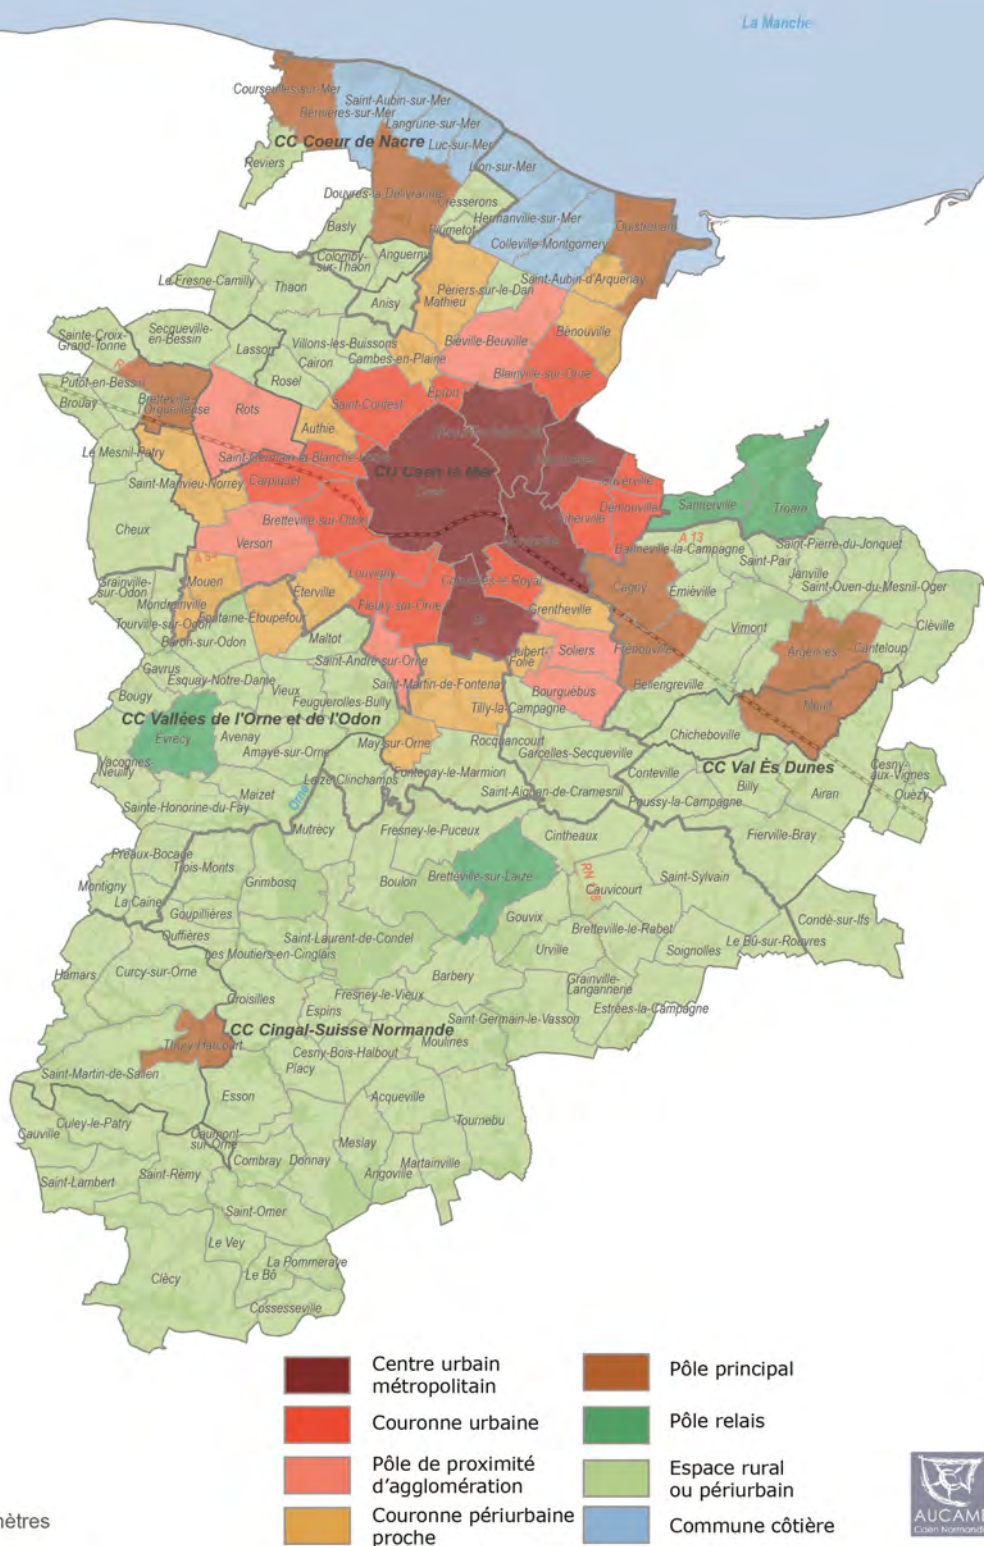 La Manche
Courseulles-sur-Mer
Saint-Aubin-sur-Mer
Bernières-sur-Mer
Langrune-sur-Mer
CC Coeur de Nacre
Luc-sur-Mer
Reviers
Lion-sur-Mer
Douvres-la-Délivrande
Cresserons
Hermanville-sur-Mer
Basly
Plumetot
Ouistreham
Colleville-Montgomery
Colomby-
sur-Thaon
Anguerny
Le Fresne-Camilly
Thaon
Saint-Aubin-d'Arquenay
Périers-sur-le-Dan
Anisy
Mathieu
Sainte-Croix-
Grand-Tonne
Secqueville-
en-Bessin
Bénouville
Lasson
Villons-les-Buissons
Biéville-Beuville
Cairon
Cambes-en-Plaine
Blainville-sur-Orne
Putot-en-Bessin
Rosel
Epron
Brouay
Bretteville-
Orgueilleuse
Rots
Saint-Contest
Authie
Le Mesnil-Patry
Saint-Germain-la-Blanche-Herbe
CU Caen la Mer
Saint-Manvieu-Norrey
Carpiquet
Caen
Cuverville
Sannerville
Troarn
Démouville
Cheux
Bretteville-sur-Odon
Giberville
Verson
Mondeville
A 13
Banneville-la-Campagne
Saint-Pierre-du-Jonquet
Saint-Pair
A 84
Louvigny
Janville
Grainville-
sur-Odon
Mouen
Cormelles-le-Royal
Cagny
Emiéville
Saint-Ouen-du-Mesnil-Oger
Eterville
Mondrainville
Fleury-sur-Orne
Grentheville
Tourville-sur-Odon
Fontaine-Etoupefour
Ifs
Vimont
Cléville
Baron-sur-Odon
Maltot
Hubert-
Folie
Soliers
Frénouville
Argences
Canteloup
Gavrus
Saint-André-sur-Orne
Esquay-Notre-Dame
Saint-Martin-de-Fontenay
Bellengreville
Bougy
Vieux
Bourguébus
Feuguerolles-Bully
Tilly-la-Campagne
Moult
CC Vallées de l'Orne et de l'Odon
Evrecy
Avenay
May-sur-Orne
Rocquancourt
Chicheboville
Amayé-sur-Orne
Garcelles-Secqueville
Vacognes-
Neuilly
Laize-Clinchamps
Fontenay-le-Marmion
Conteville
CC Val Ès Dunes
Cesny-
aux-Vignes
Maizet
Orne
Saint-Aignan-de-Cramesnil
Billy
Airan
Ouézy
Sainte-Honorine-du-Fay
Poussy-la-Campagne
Mutrécy
Fresney-le-Puceux
Cintheaux
Fierville-Bray
Préaux-Bocage
Trois-Monts
Grimbosq
Boulon
Bretteville-sur-Laize
Saint-Sylvain
Montigny
Cauvicourt
La Caine
Goupillières
Gouvix
Condé-sur-Ifs
Bretteville-le-Rabet
Ouffières
Saint-Laurent-de-Condel
Le Bû-sur-Rouvres
Les Moutiers-en-Cinglais
Urville
Soignolles
Hamars
Curcy-sur-Orne
Barbery
Grainville-
Langannerie
Croisilles
Fresney-le-Vieux
Espins
Estrées-la-Campagne
Saint-Germain-le-Vasson
CC Cingal-Suisse Normande
Thury-Harcourt
Moulines
Cesny-Bois-Halbout
Saint-Martin-de-Sallen
Placy
Esson
Acqueville
Culey-le-Patry
Tournebu
Cauville
Caumont-
sur-Orne
Meslay
Combray
Donnay
Martainville
Saint-Lambert
Saint-Rémy
Angoville
Saint-Omer
Le Vey
La Pommeraye
Clécy
Le Bô
Cossesseville
Centre urbain
métropolitain
Couronne urbaine
Pôle de proximité
d'agglomération
Couronne périurbaine
proche
Pôle principal
Pôle relais
Espace rural
ou périurbain
Commune côtière
mètres
AUCAME
Caen Normandie